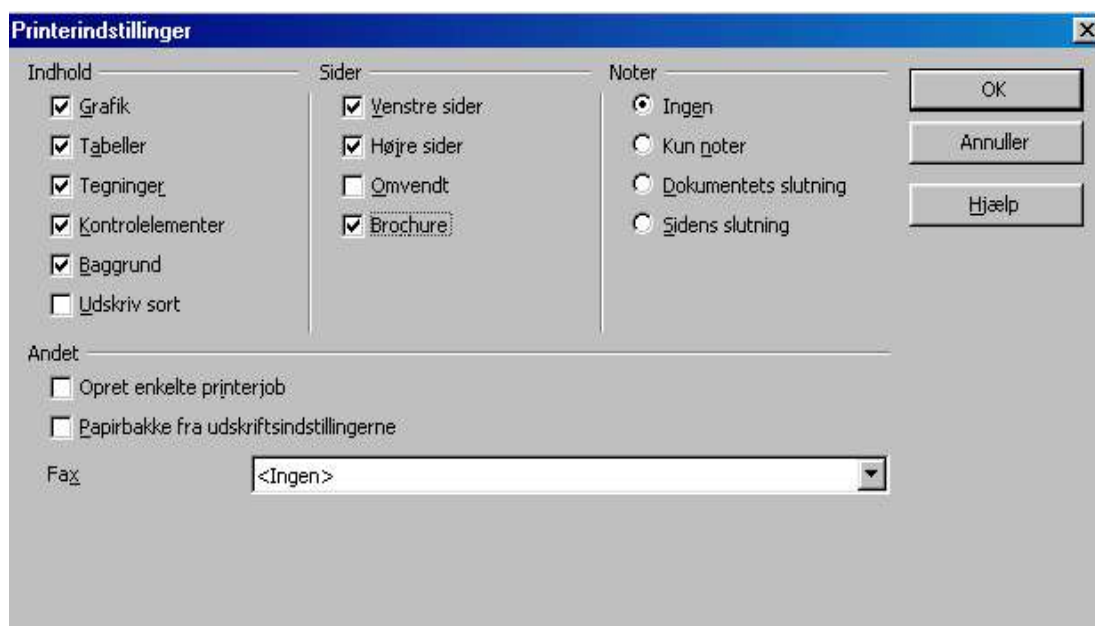 Printerindstillinger
Indhold
Grafik
Tabeller
Tegninger
Kontrolelementer
Baggrund
Udskriv sort
Sider
Venstre sider
Højre sider
Omvendt
Brochure
Noter
Ingen
Kun noter
Dokumentets slutning
Sidens slutning
OK
Annuller
Hjælp
Andet
Opret enkelte printerjob
Papirbakke fra udskriftsindstillingerne
Fax
<Ingen>